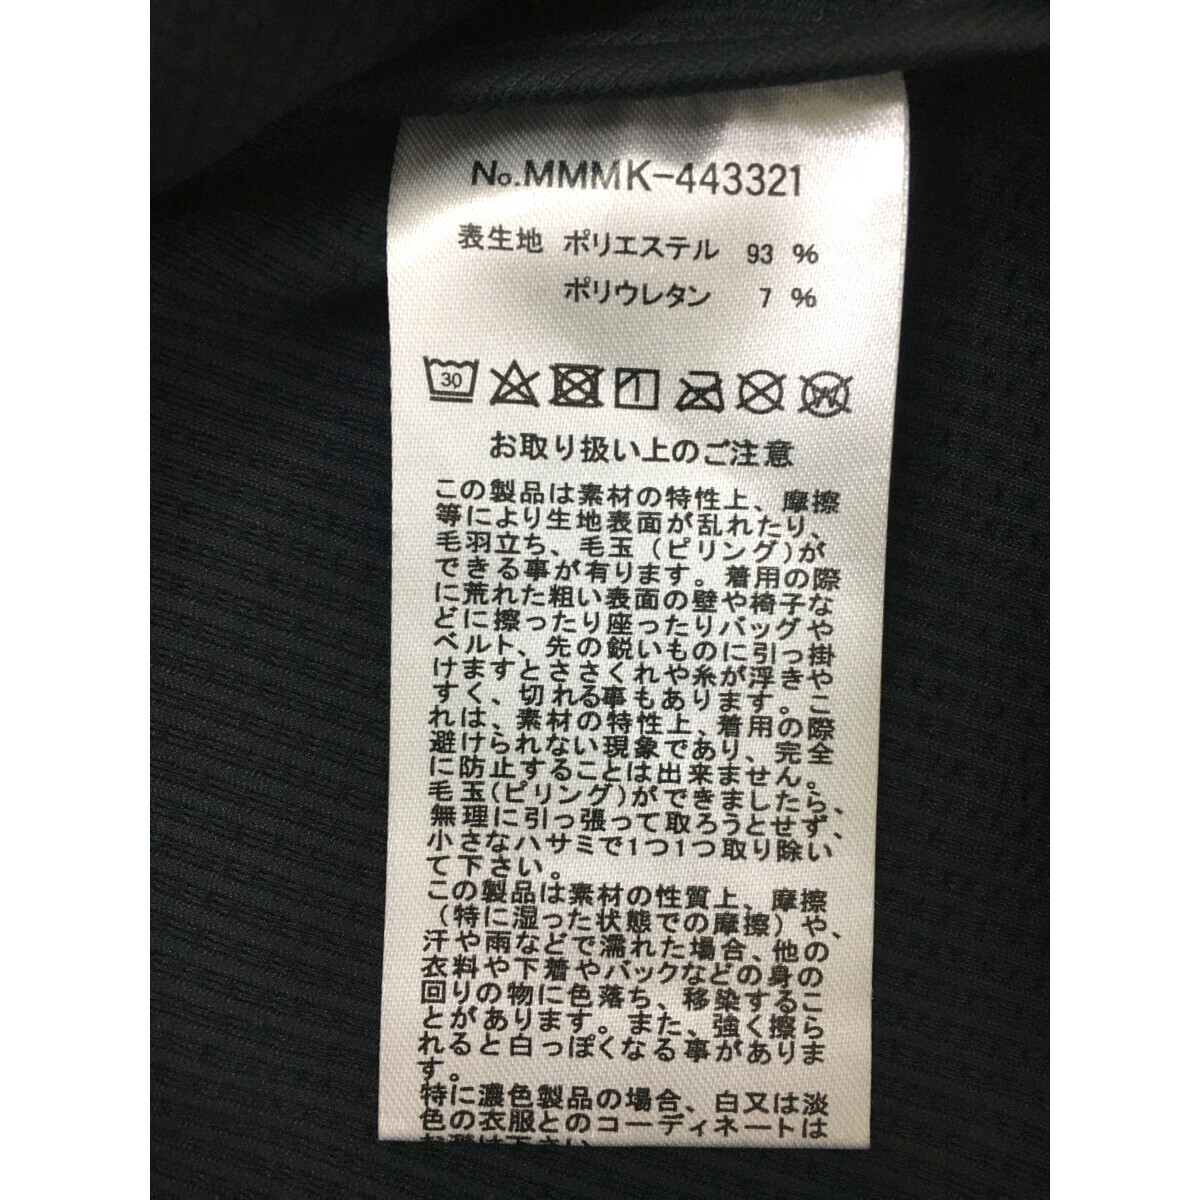 No.MMMK-443321
表生地 ポリエステル 93 %
ポリウレタン 7 %
30
W
お取り扱い上のご注意
この製品は素材の特性上、摩擦
等により生地表面が乱れたり、
毛羽立ち、毛玉(ピリング)が
できる事が有ります。着用の際
に荒れた粗い表面の壁や椅子な
どに擦ったり座ったりバッグや
ベルト、先の鋭いものに引っ掛
けますとささくれや糸が浮きや
すく、切れる事もあります。こ
れは、素材の特性上、着用の際
避けられない現象であり、完全
に防止することは出来ません。
毛玉(ピリング)ができましたら、
無理に引っ張って取ろうとせず、
小さなハサミで1つ1つ取り除い
て下さい。
この製品は素材の性質上、摩擦
(特に湿った状態での摩擦)や、
汗や雨などで濡れた場合、他の
衣料や下着やバックなどの身の
回りの物に色落ち、移染するこ
とがあります。また、強く擦ら
れると白っぽくなる事がありま
す。
特に濃色製品の場合、白又は淡
色の衣服とのコーディネートは
お避け下さい。